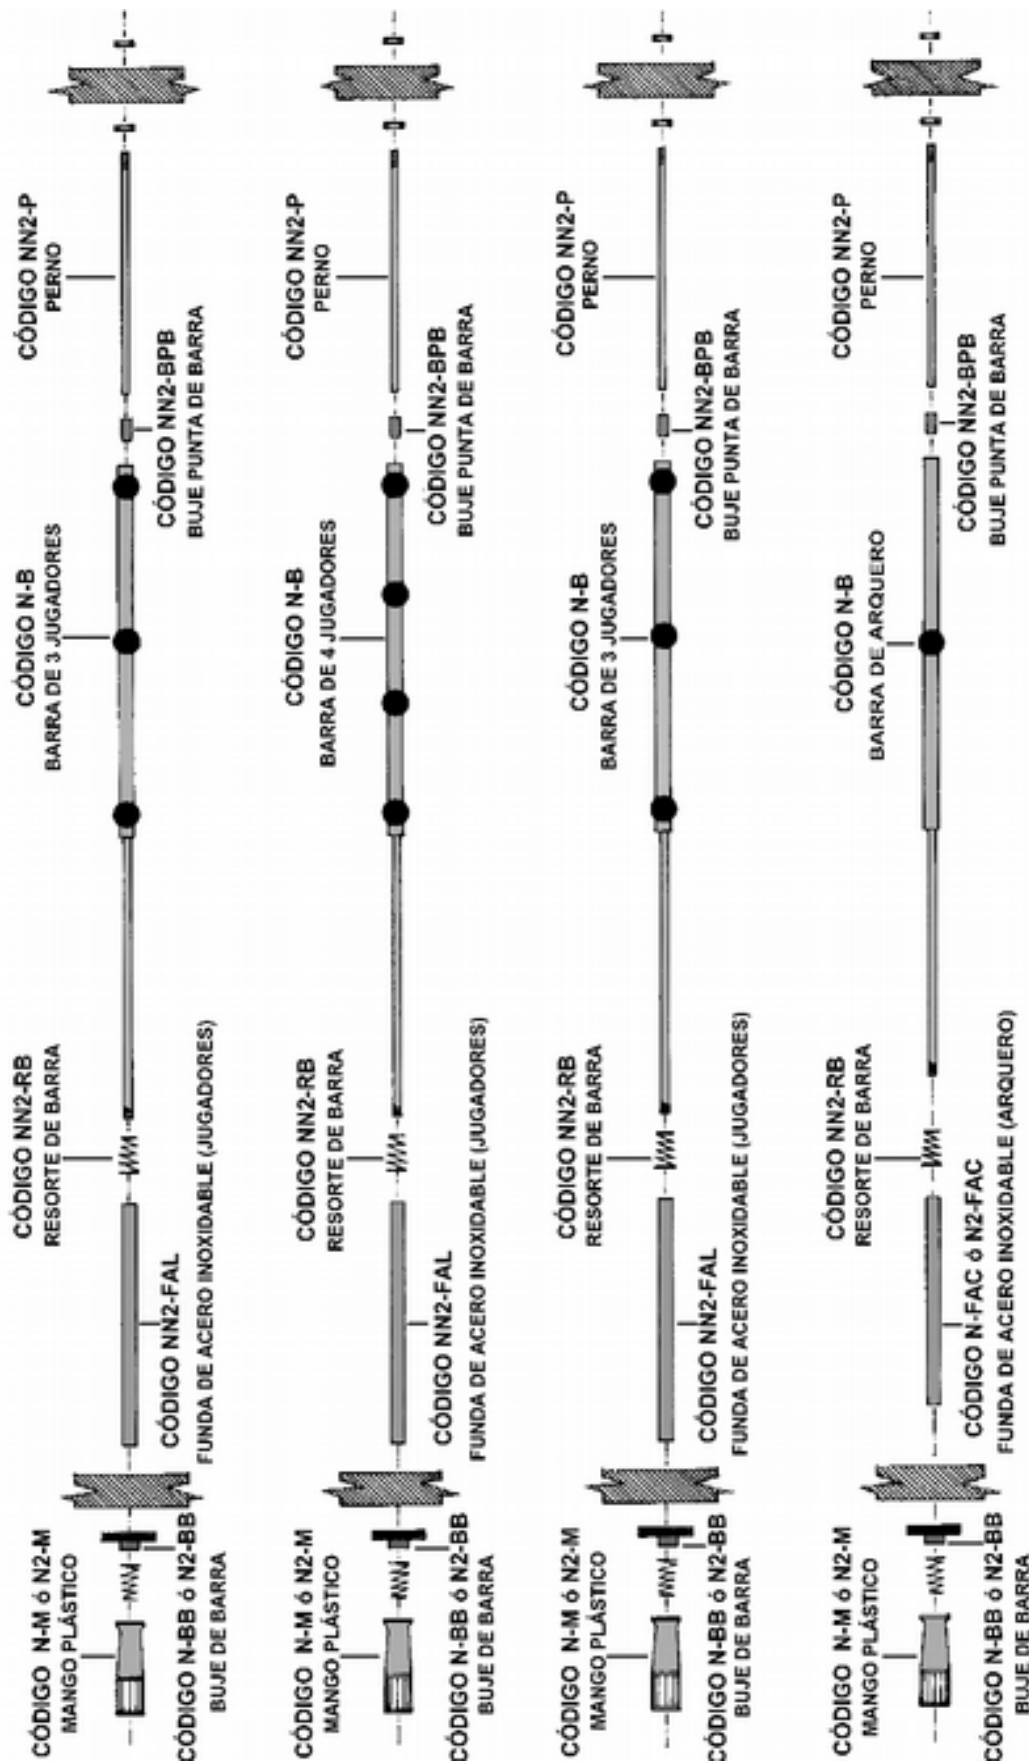 CÓDIGO N-M ó N2-M
MANGO PLÁSTICO
CÓDIGO N-BB ó N2-BB
BUJE DE BARRA
CÓDIGO NN2-FAL
FUNDA DE ACERO INOXIDABLE (JUGADORES)
CÓDIGO NN2-RB
RESORTE DE BARRA
CÓDIGO N-B
BARRA DE 3 JUGADORES
CÓDIGO NN2-BPB
BUJE PUNTA DE BARRA
CÓDIGO NN2-P
PERNO
CÓDIGO N-M ó N2-M
MANGO PLÁSTICO
CÓDIGO N-BB ó N2-BB
BUJE DE BARRA
CÓDIGO NN2-FAL
FUNDA DE ACERO INOXIDABLE (JUGADORES)
CÓDIGO NN2-RB
RESORTE DE BARRA
CÓDIGO N-B
BARRA DE 4 JUGADORES
CÓDIGO NN2-BPB
BUJE PUNTA DE BARRA
CÓDIGO NN2-P
PERNO
CÓDIGO N-M ó N2-M
MANGO PLÁSTICO
CÓDIGO N-BB ó N2-BB
BUJE DE BARRA
CÓDIGO NN2-FAL
FUNDA DE ACERO INOXIDABLE (JUGADORES)
CÓDIGO NN2-RB
RESORTE DE BARRA
CÓDIGO N-B
BARRA DE 3 JUGADORES
CÓDIGO NN2-BPB
BUJE PUNTA DE BARRA
CÓDIGO NN2-P
PERNO
CÓDIGO N-M ó N2-M
MANGO PLÁSTICO
CÓDIGO N-BB ó N2-BB
BUJE DE BARRA
CÓDIGO N-FAC ó N2-FAC
FUNDA DE ACERO INOXIDABLE (ARQUERO)
CÓDIGO NN2-RB
RESORTE DE BARRA
CÓDIGO N-B
BARRA DE ARQUERO
CÓDIGO NN2-BPB
BUJE PUNTA DE BARRA
CÓDIGO NN2-P
PERNO